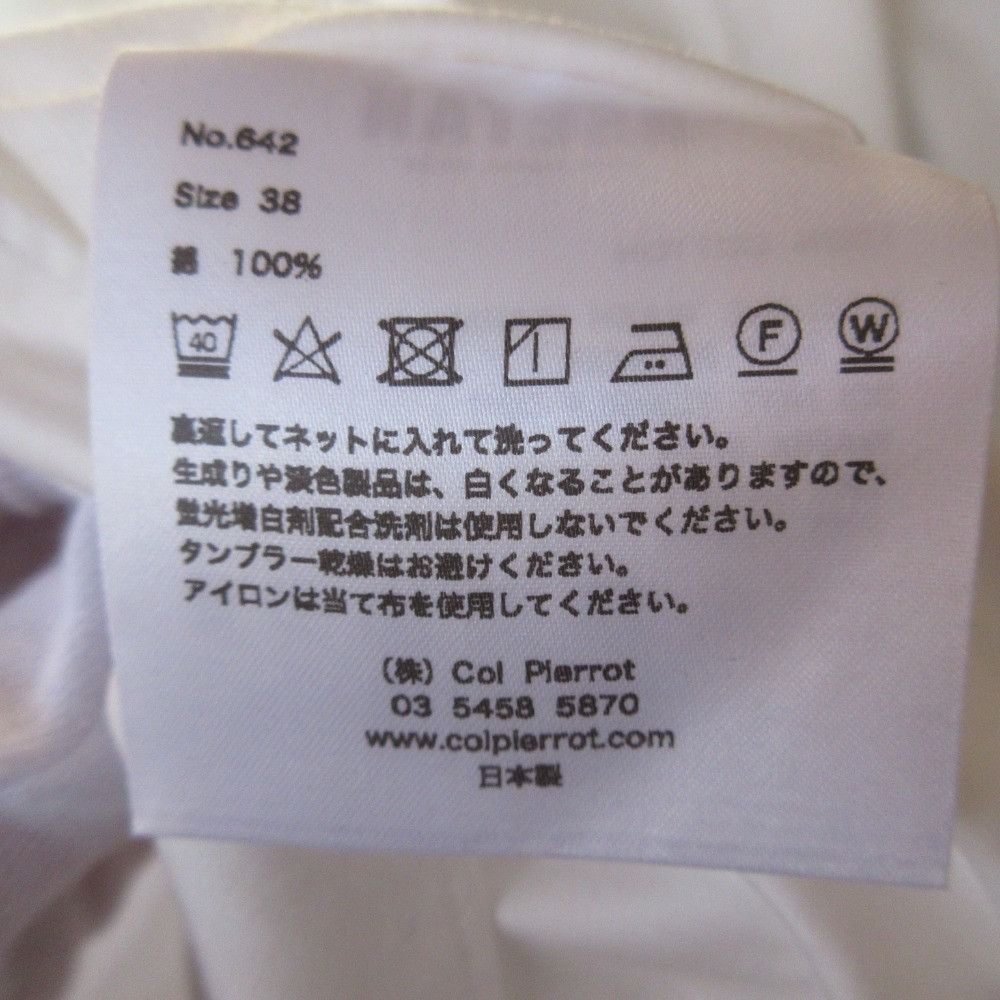 No.642
Size 38
綿 100%
40
F
W
裏返してネットに入れて洗ってください。
生成りや淡色製品は、白くなることがありますので、
蛍光増白剤配合洗剤は使用しないでください。
タンブラー乾燥はお避けください。
アイロンは当て布を使用してください。
(株) Col Pierrot
03 5458 5870
www.colpierrot.com
日本製